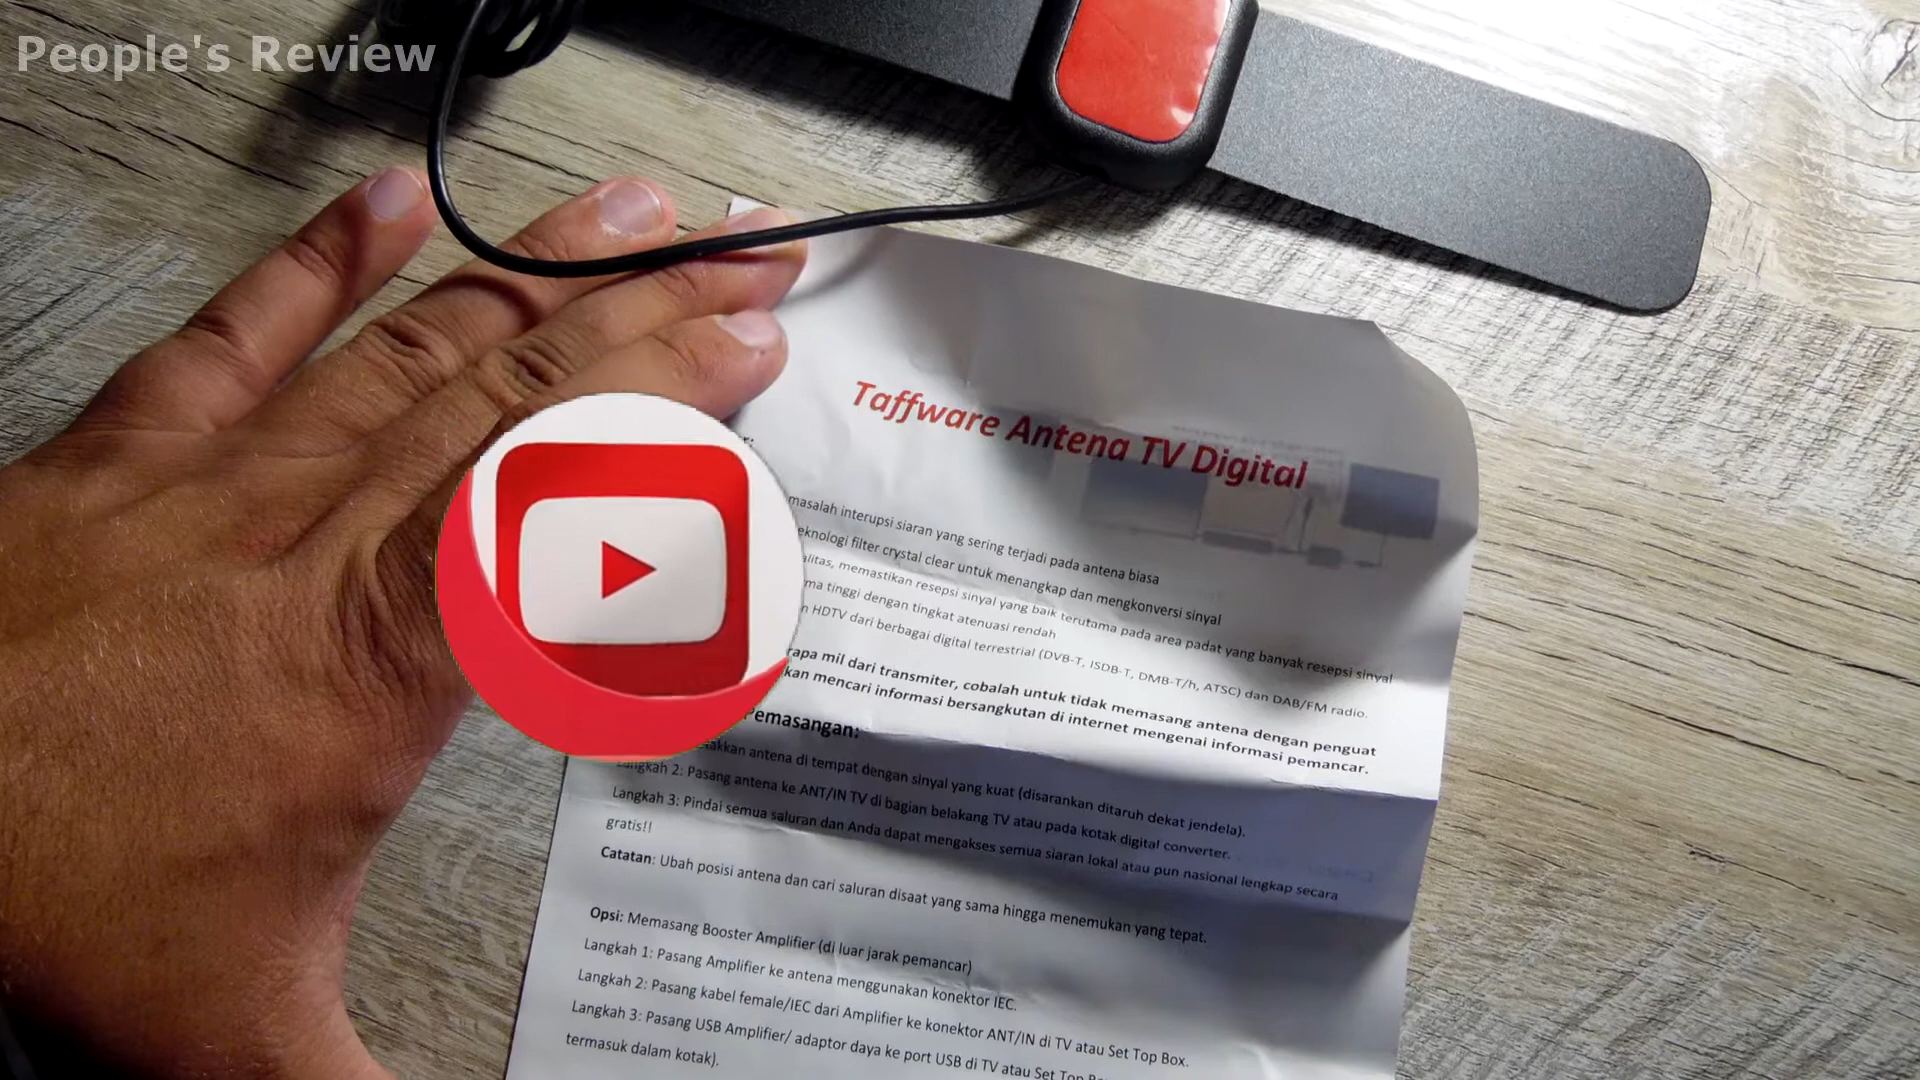 People's Review
Taffware Antena TV Digital
masalah interupsi siaran yang sering terjadi pada antena biasa
filter crystal clear untuk menangkap dan mengkonversi sinyal
memastikan resepsi sinyal yang baik terutama pada area padat yang banyak resepsi sinyal
tinggi dengan tingkat atenuasi rendah
HDTV dari berbagai digital terrestrial (DVB-T, ISDB-T, DMB-T/h, ATSC) dan DAB/FM radio.
mil dari transmiter, cobalah untuk tidak memasang antena dengan penguat
mencari informasi bersangkutan di internet mengenai informasi pemancar.
Pemasangan:
antena di tempat dengan sinyal yang kuat (disarankan ditaruh dekat jendela).
Langkah 2: Pasang antena ke ANT/IN TV di bagian belakang TV atau pada kotak digital converter.
Langkah 3: Pindai semua saluran dan Anda dapat mengakses semua siaran lokal atau pun nasional lengkap secara
gratis!!
Catatan: Ubah posisi antena dan cari saluran disaat yang sama hingga menemukan yang tepat.
Opsi: Memasang Booster Amplifier (di luar jarak pemancar)
Langkah 1: Pasang Amplifier ke antena menggunakan konektor IEC.
Langkah 2: Pasang kabel female/IEC dari Amplifier ke konektor ANT/IN di TV atau Set Top Box.
Langkah 3: Pasang USB Amplifier/ adaptor daya ke port USB di TV atau Set Top
termasuk dalam kotak).